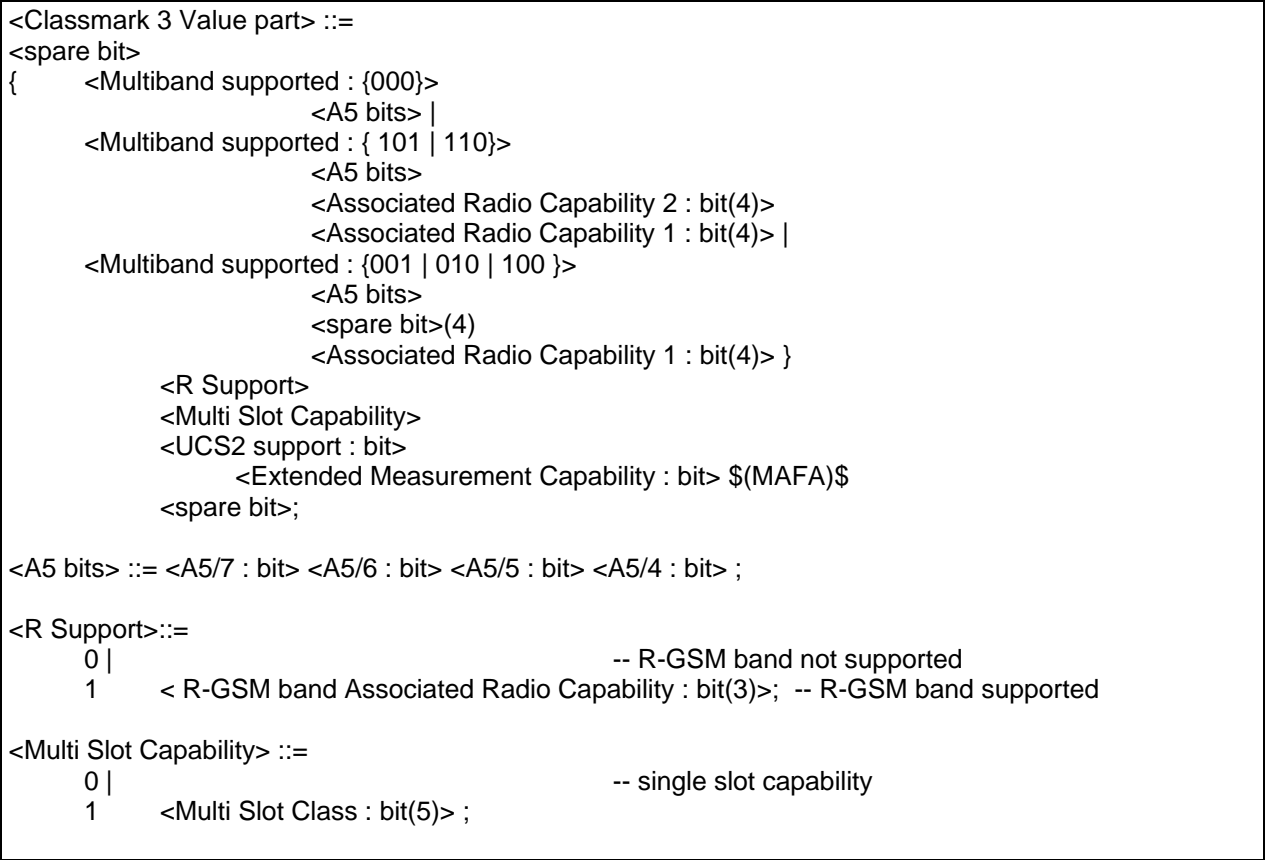 <Classmark 3 Value part> ::=
<spare bit>
{ <Multiband supported : {000}>
<A5 bits> |
<Multiband supported : { 101 | 110}>
<A5 bits>
<Associated Radio Capability 2 : bit(4)>
<Associated Radio Capability 1 : bit(4)> |
<Multiband supported : {001 | 010 | 100 }>
<A5 bits>
<spare bit>(4)
<Associated Radio Capability 1 : bit(4)> }
<R Support>
<Multi Slot Capability>
<UCS2 support : bit>
<Extended Measurement Capability : bit> $(MAFA)$
<spare bit>;
<A5 bits> ::= <A5/7 : bit> <A5/6 : bit> <A5/5 : bit> <A5/4 : bit> ;
<R Support>::=
0 | -- R-GSM band not supported
1 < R-GSM band Associated Radio Capability : bit(3)>; -- R-GSM band supported
<Multi Slot Capability> ::=
0 | -- single slot capability
1 <Multi Slot Class : bit(5)> ;